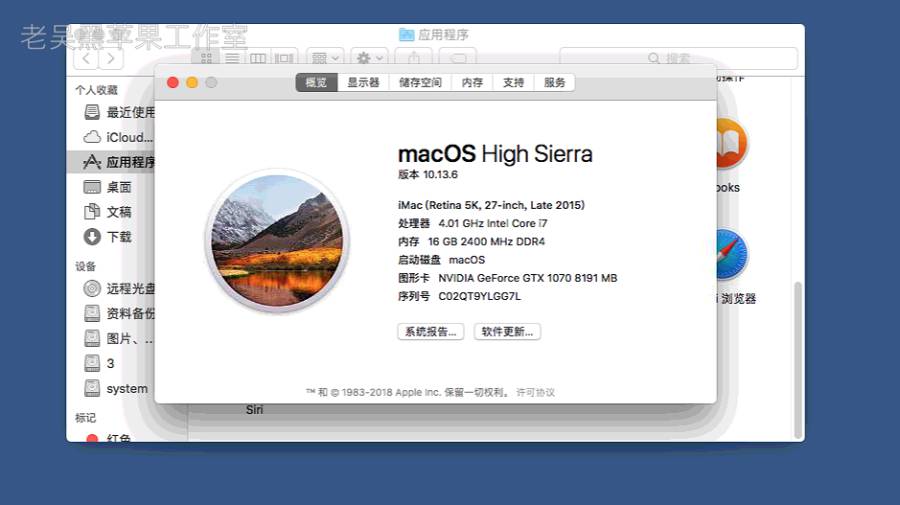 老吴黑苹果工作室
应用程序
搜索
个人收藏
最近使用
iCloud...
应用程序
桌面
文稿
下载
设备
远程光盘
资料备份
图片、...
3
system
标记
红色
概览 显示器 储存空间 内存 支持 服务
macOS High Sierra
版本 10.13.6
iMac (Retina 5K, 27-inch, Late 2015)
处理器 4.01 GHz Intel Core i7
内存 16 GB 2400 MHz DDR4
启动磁盘 macOS
图形卡 NVIDIA GeForce GTX 1070 8191 MB
序列号 C02QT9YLGG7L
系统报告... 软件更新...
™ 和 © 1983-2018 Apple Inc. 保留一切权利。 许可协议
ooks
i 浏览器
Siri